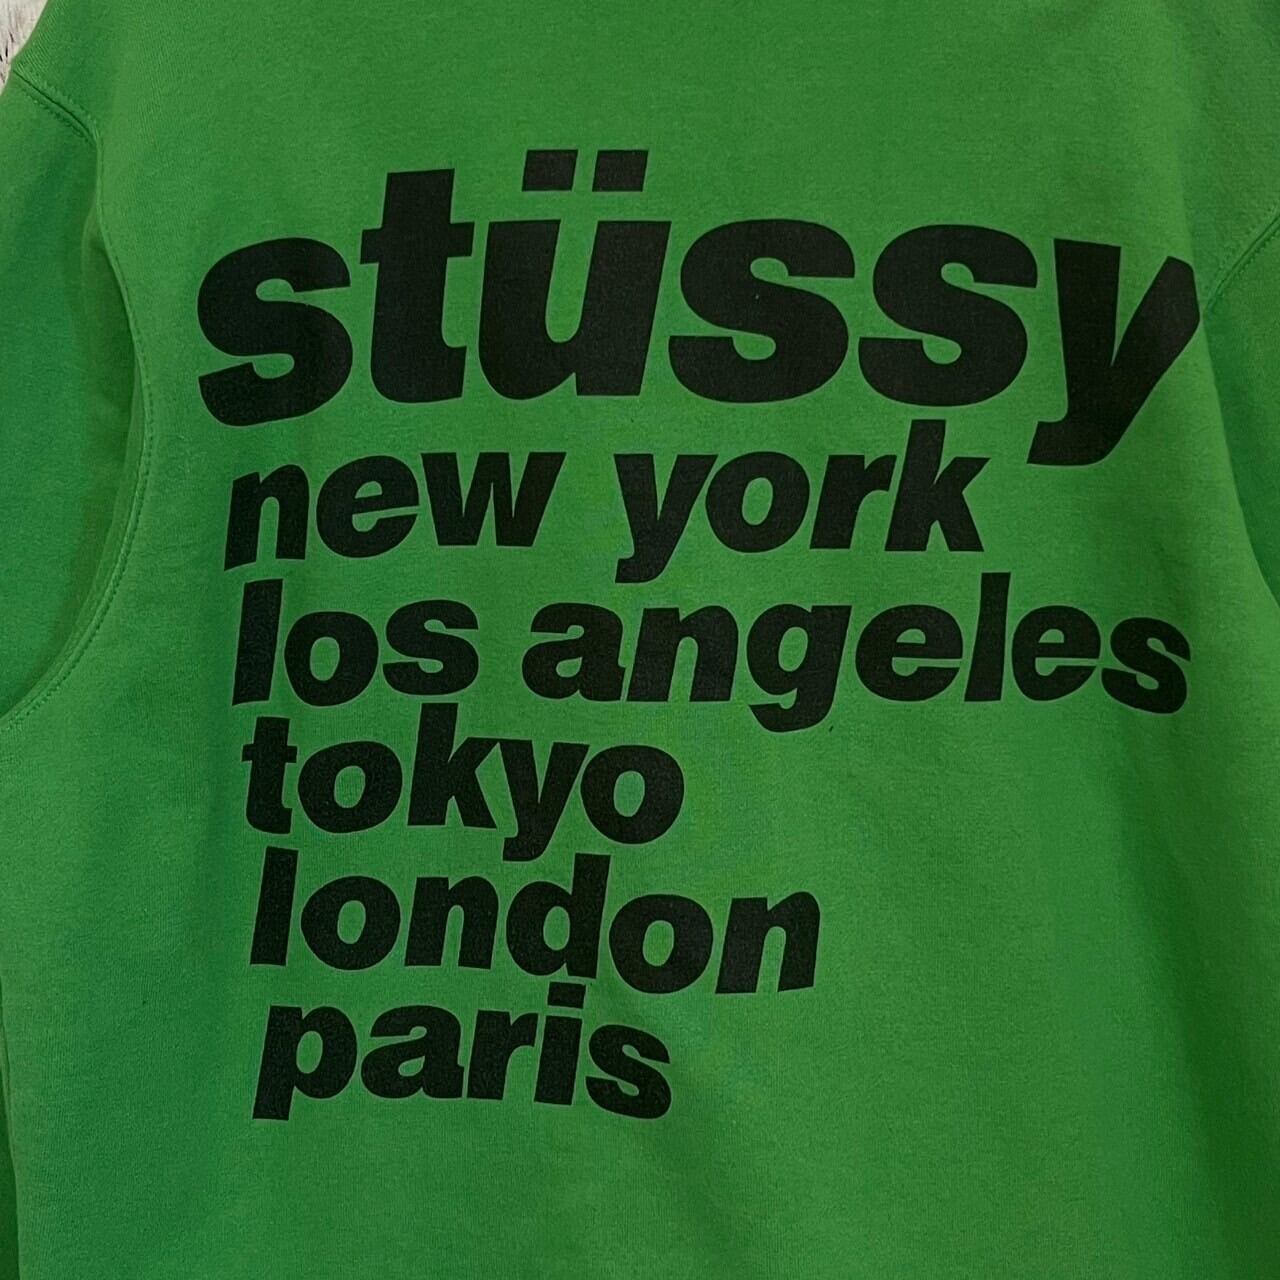 stüssy
new york
los angeles
tokyo
london
paris